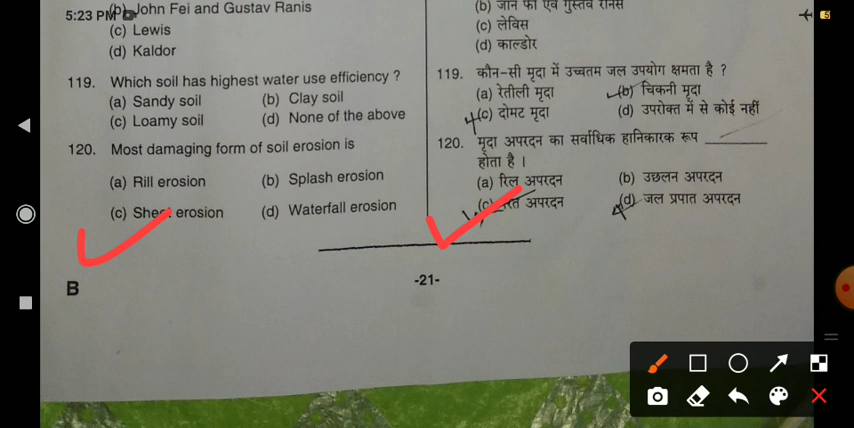 5:23 PM
(b) John Fei and Gustav Ranis
(c) Lewis
(d) Kaldor
119. Which soil has highest water use efficiency ?
(a) Sandy soil (b) Clay soil
(c) Loamy soil (d) None of the above
120. Most damaging form of soil erosion is
(a) Rill erosion (b) Splash erosion
(c) Sheet erosion (d) Waterfall erosion
B
(b) जॉन फी एवं गुस्तव रानिस
(c) लेविस
(d) काल्डोर
119. कौन-सी मृदा में उच्चतम जल उपयोग क्षमता है ?
(a) रेतीली मृदा (b) चिकनी मृदा
(c) दोमट मृदा (d) उपरोक्त में से कोई नहीं
120. मृदा अपरदन का सर्वाधिक हानिकारक रूप ________
होता है ।
(a) रिल अपरदन (b) उछलन अपरदन
(c) अपरदन (d) जल प्रपात अपरदन
-21-